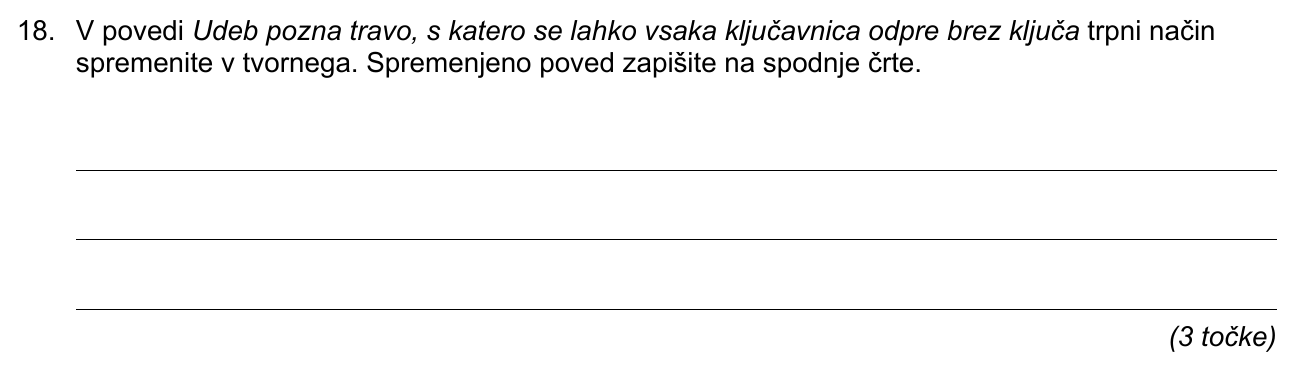 18. V povedi Udeb pozna travo, s katero se lahko vsaka ključavnica odpre brez ključa trpni način
spremenite v tvornega. Spremenjeno poved zapišite na spodnje črte.
(3 točke)